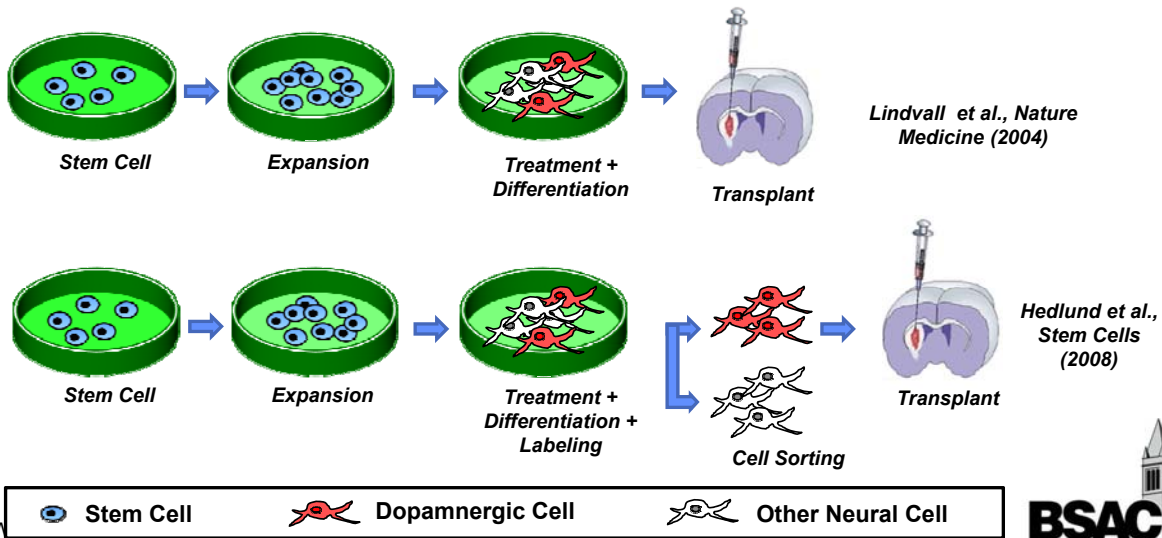 Stem Cell
Expansion
Treatment +
Differentiation
Transplant
Lindvall et al., Nature
Medicine (2004)
Stem Cell
Expansion
Treatment +
Differentiation +
Labeling
Cell Sorting
Transplant
Hedlund et al.,
Stem Cells
(2008)
Stem Cell
Dopamnergic Cell
Other Neural Cell
BSAC